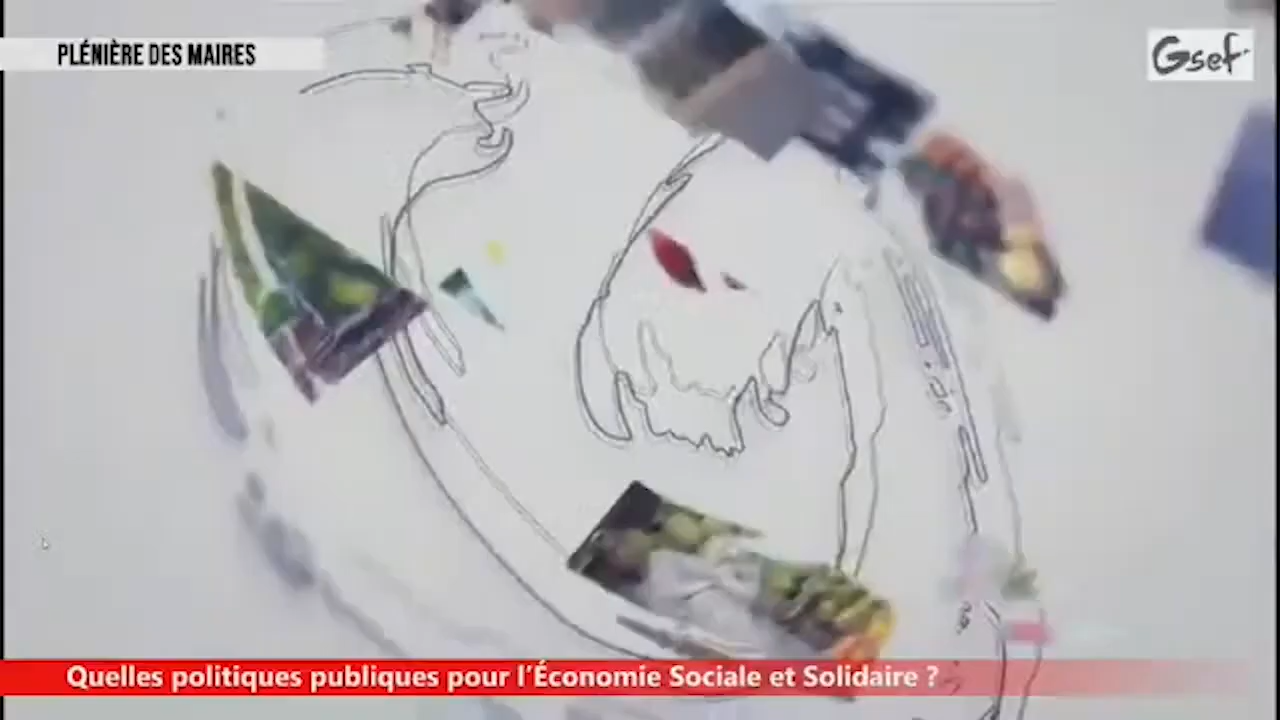 PLÉNIÈRE DES MAIRES
Gsef
Quelles politiques publiques pour l'Économie Sociale et Solidaire ?